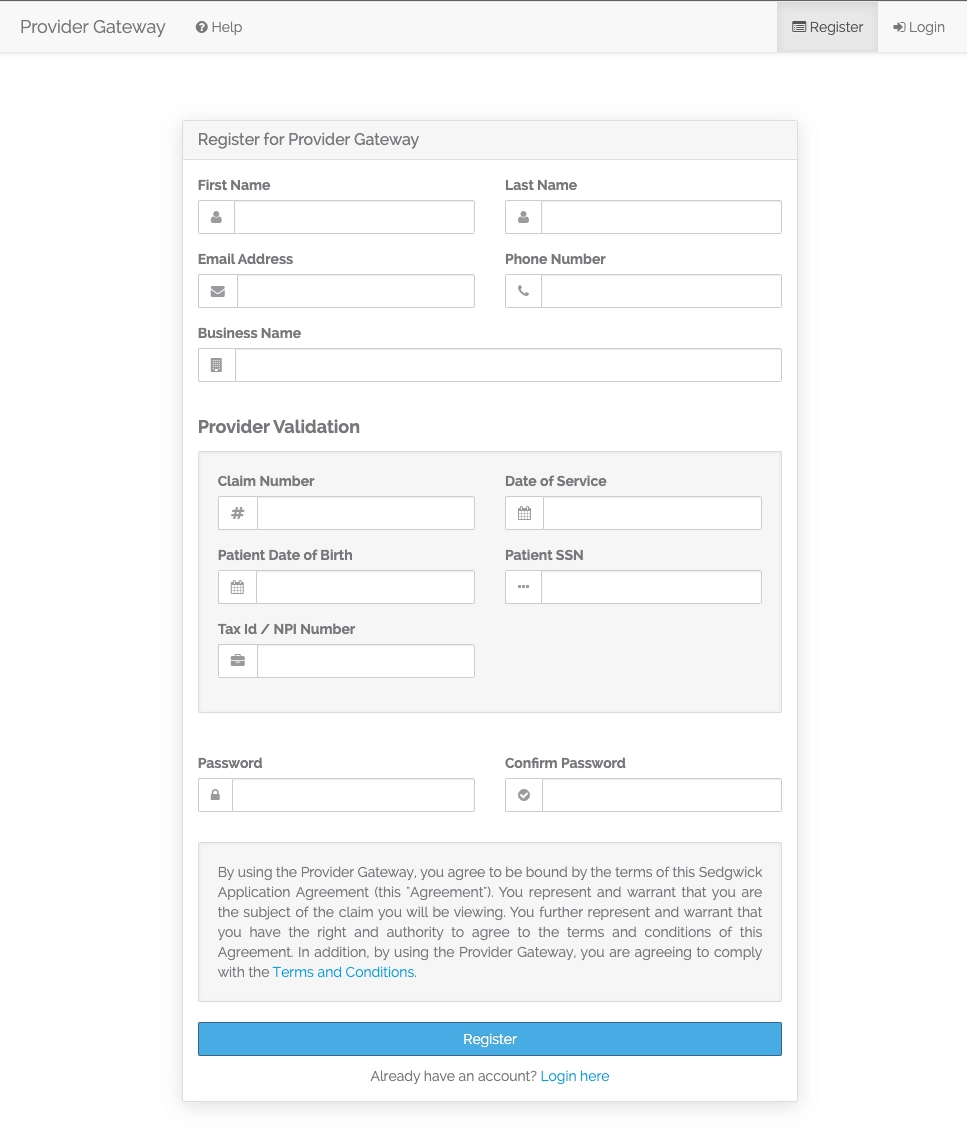 Provider Gateway
Help
Register
Login
Register for Provider Gateway
First Name
Last Name
Email Address
Phone Number
Business Name
Provider Validation
Claim Number
Date of Service
#
Patient Date of Birth
Patient SSN
Tax Id / NPI Number
Password
Confirm Password
By using the Provider Gateway, you agree to be bound by the terms of this Sedgwick
Application Agreement (this "Agreement"). You represent and warrant that you are
the subject of the claim you will be viewing. You further represent and warrant that
you have the right and authority to agree to the terms and conditions of this
Agreement. In addition, by using the Provider Gateway, you are agreeing to comply
with the Terms and Conditions.
Register
Already have an account? Login here